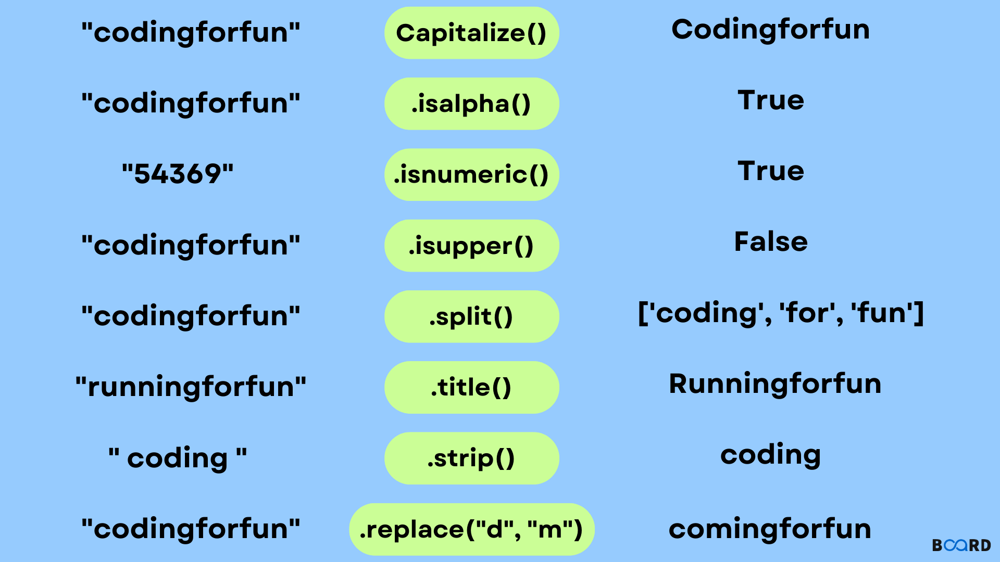 "codingforfun" Capitalize() Codingforfun
"codingforfun" .isalpha() True
"54369" .isnumeric() True
"codingforfun" .isupper() False
"codingforfun" .split() ['coding', 'for', 'fun']
"runningforfun" .title() Runningforfun
" coding " .strip() coding
"codingforfun" .replace("d", "m") comingforfun
BOARD